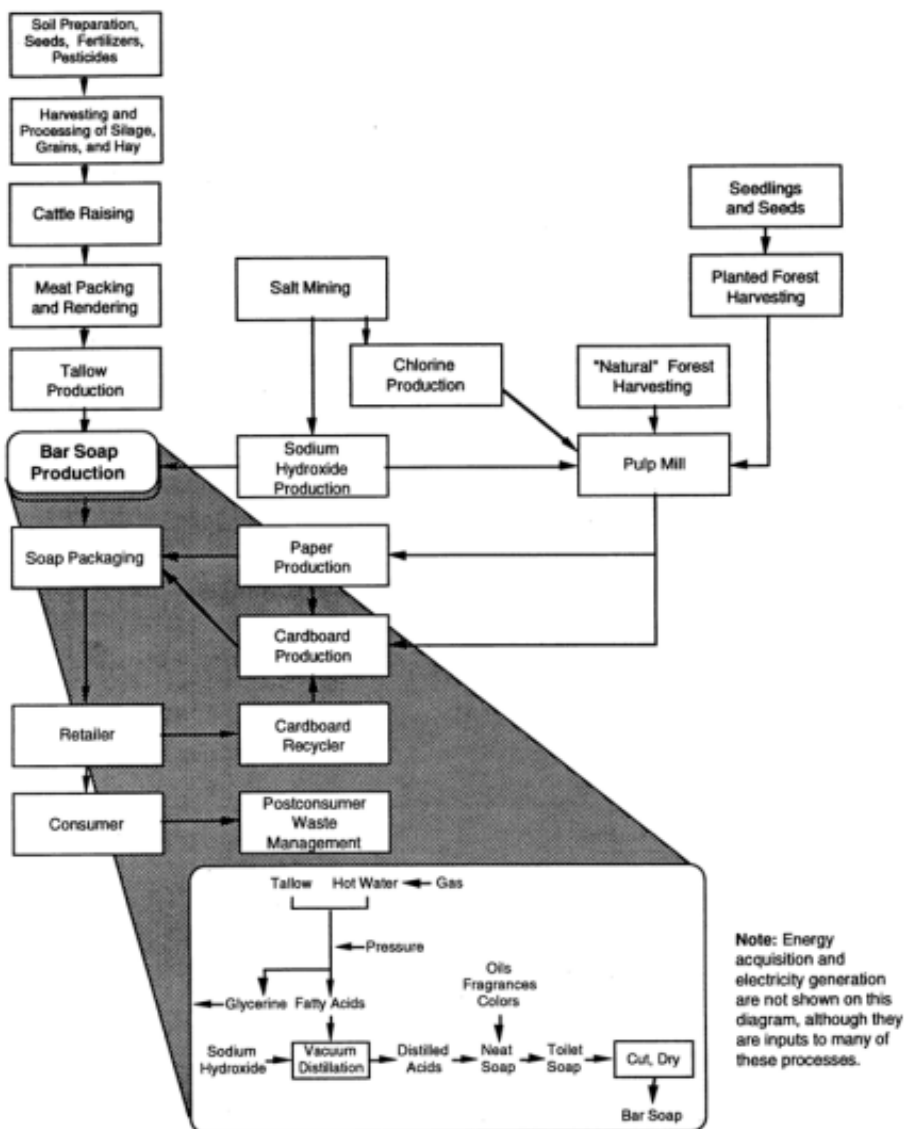 Soil Preparation,
Seeds, Fertilizers,
Pesticides
Harvesting and
Processing of Silage,
Grains, and Hay
Cattle Raising
Meat Packing
and Rendering
Tallow
Production
Bar Soap
Production
Soap Packaging
Retailer
Consumer
Salt Mining
Chlorine
Production
Sodium
Hydroxide
Production
Paper
Production
Cardboard
Production
Cardboard
Recycler
Postconsumer
Waste
Management
Seedlings
and Seeds
Planted Forest
Harvesting
"Natural" Forest
Harvesting
Pulp Mill
Tallow Hot Water Gas
Pressure
Glycerine Fatty Acids
Oils
Fragrances
Colors
Sodium
Hydroxide
Vacuum
Distillation
Distilled
Acids
Neat
Soap
Toilet
Soap
Cut, Dry
Bar Soap
Note: Energy
acquisition and
electricity generation
are not shown on this
diagram, although they
are inputs to many of
these processes.